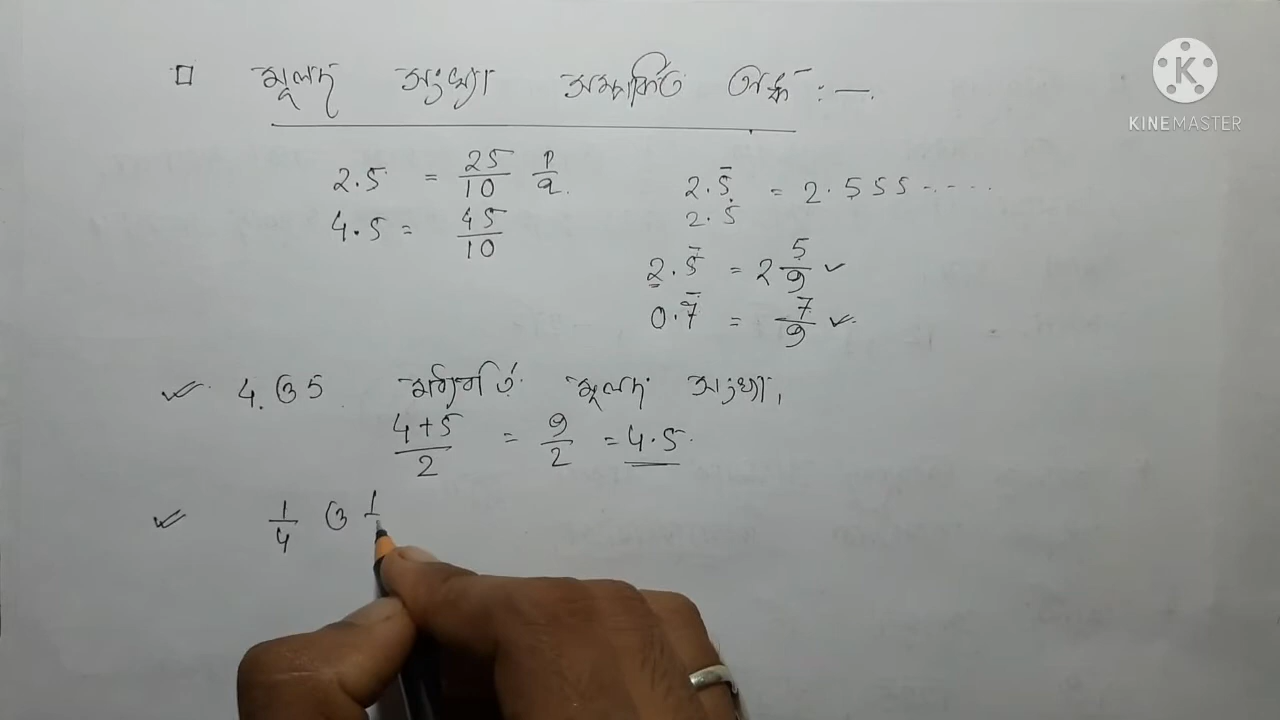 □ মূলদ সংখ্যা সম্পর্কিত অঙ্ক :—.
KINEMASTER
2.5 = 25/10 p/q.
4.5 = 45/10
2.5̅ = 2.555.......
2.5̇
2.5̅ = 2 5/9 ✓
0.7̅ = 7/9 ✓
✓ 4. ও 5 মধ্যবর্তি মূলদ সংখ্যা,
4+5/2 = 9/2 = 4.5.
✓ 1/4 ও 1